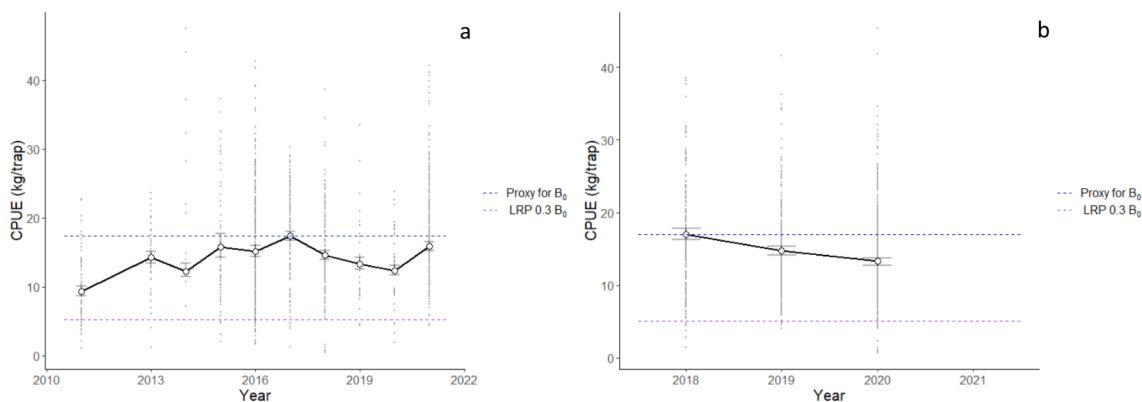 a
CPUE (kg/trap)
40
30
20
10
0
2010
2013
2016
2019
2022
Year
Proxy for B₀
LRP 0.3 B₀
b
CPUE (kg/trap)
40
30
20
10
0
2018
2019
2020
2021
Year
Proxy for B₀
LRP 0.3 B₀